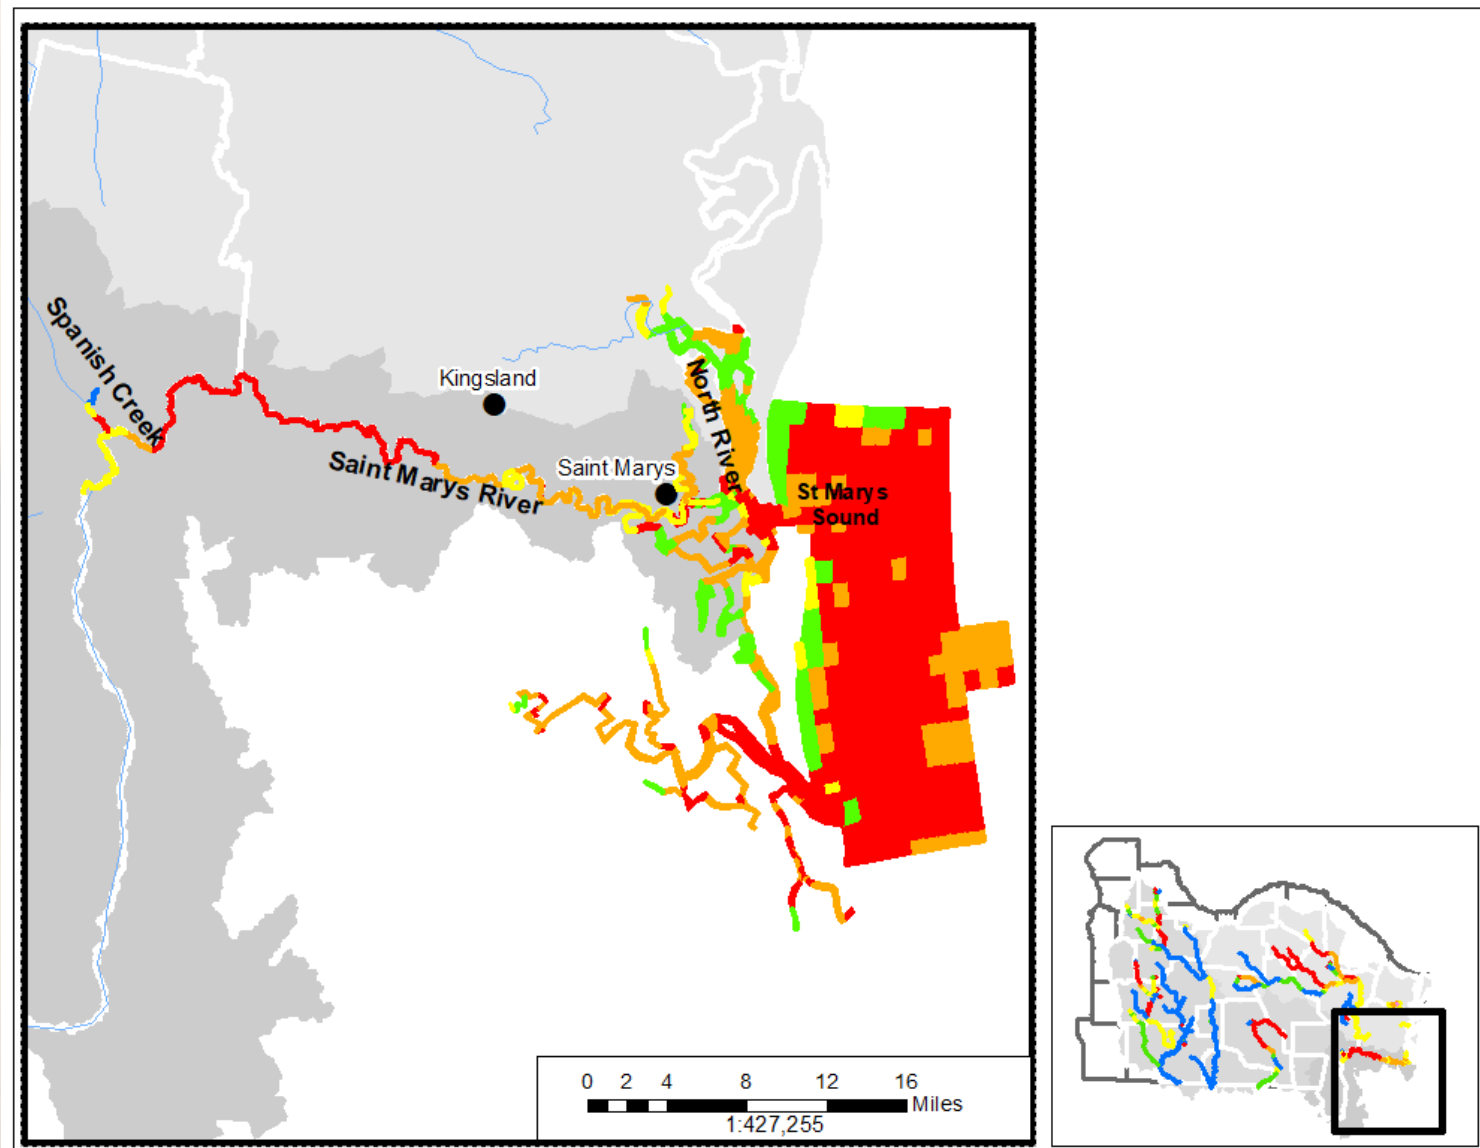 Spanish Creek
Kingsland
North River
Saint Marys River
Saint Marys
St Marys
Sound
0 2 4 8 12 16
Miles
1:427,255